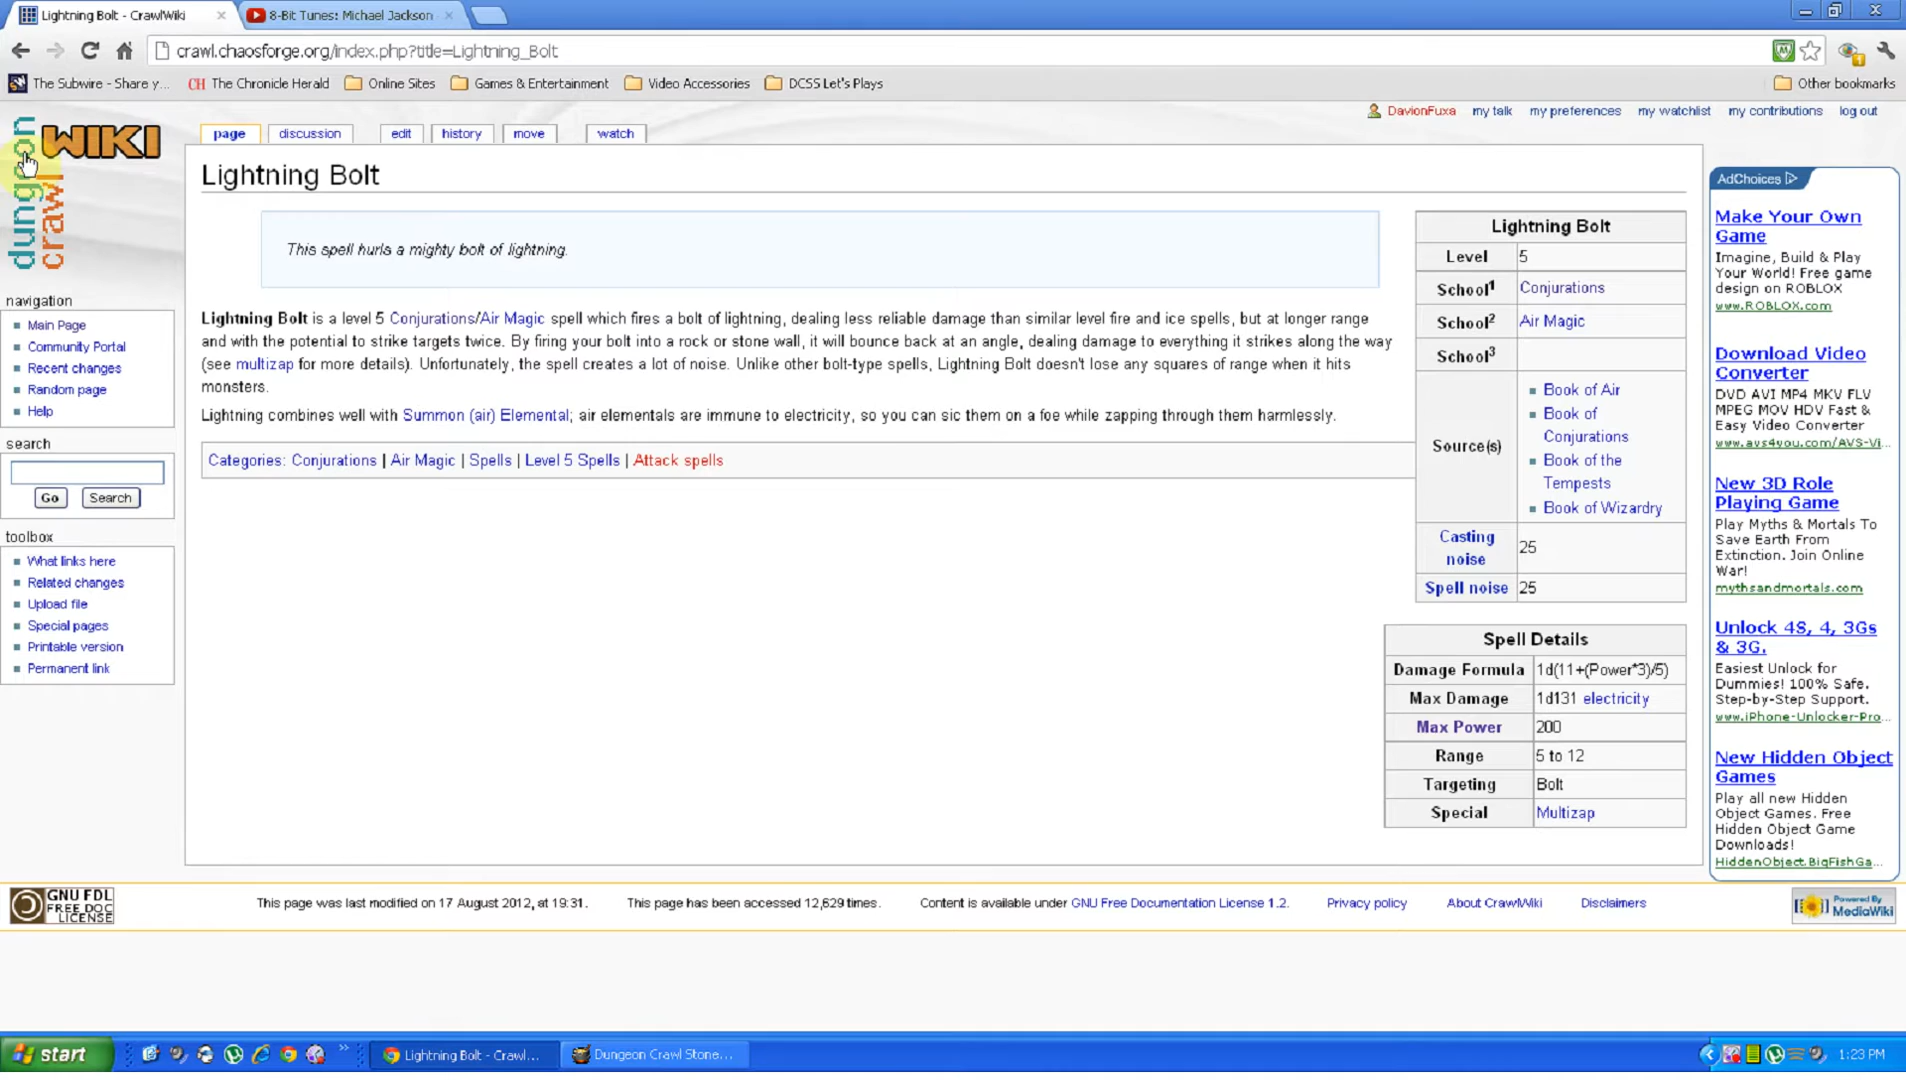 Lightning Bolt - CrawlWiki
8-Bit Tunes: Michael Jackson
crawl.chaosforge.org/index.php?title=Lightning_Bolt
The Subwire - Share y...
CH The Chronicle Herald
Online Sites
Games & Entertainment
Video Accessories
DCSS Let's Plays
Other bookmarks
DavionFuxa my talk my preferences my watchlist my contributions log out
dungeon
crawl
WIKI
page discussion edit history move watch
Lightning Bolt
This spell hurls a mighty bolt of lightning.
Lightning Bolt is a level 5 Conjurations/Air Magic spell which fires a bolt of lightning, dealing less reliable damage than similar level fire and ice spells, but at longer range
and with the potential to strike targets twice. By firing your bolt into a rock or stone wall, it will bounce back at an angle, dealing damage to everything it strikes along the way
(see multizap for more details). Unfortunately, the spell creates a lot of noise. Unlike other bolt-type spells, Lightning Bolt doesn't lose any squares of range when it hits
monsters.
Lightning combines well with Summon (air) Elemental; air elementals are immune to electricity, so you can sic them on a foe while zapping through them harmlessly.
Categories: Conjurations | Air Magic | Spells | Level 5 Spells | Attack spells
Lightning Bolt
Level 5
School1 Conjurations
School2 Air Magic
School3
Source(s)
Book of Air
Book of
Conjurations
Book of the
Tempests
Book of Wizardry
Casting
noise
25
Spell noise 25
Spell Details
Damage Formula 1d(11+(Power*3)/5)
Max Damage 1d131 electricity
Max Power 200
Range 5 to 12
Targeting Bolt
Special Multizap
navigation
Main Page
Community Portal
Recent changes
Random page
Help
search
Go Search
toolbox
What links here
Related changes
Upload file
Special pages
Printable version
Permanent link
AdChoices
Make Your Own
Game
Imagine, Build & Play
Your World! Free game
design on ROBLOX
www.ROBLOX.com
Download Video
Converter
DVD AVI MP4 MKV FLV
MPEG MOV HDV Fast &
Easy Video Converter
www.avs4you.com/AVS-Vi...
New 3D Role
Playing Game
Play Myths & Mortals To
Save Earth From
Extinction. Join Online
War!
mythsandmortals.com
Unlock 4S, 4, 3Gs
& 3G.
Easiest Unlock for
Dummies! 100% Safe.
Step-by-Step Support.
www.iPhone-Unlocker-Pro...
New Hidden Object
Games
Play all new Hidden
Object Games. Free
Hidden Object Game
Downloads!
HiddenObject.BigFishGa...
GNU FDL
FREE DOC
LICENSE
This page was last modified on 17 August 2012, at 19:31. This page has been accessed 12,629 times. Content is available under GNU Free Documentation License 1.2. Privacy policy About CrawlWiki Disclaimers
Powered By
MediaWiki
start
Lightning Bolt - Crawl...
Dungeon Crawl Stone...
1:23 PM